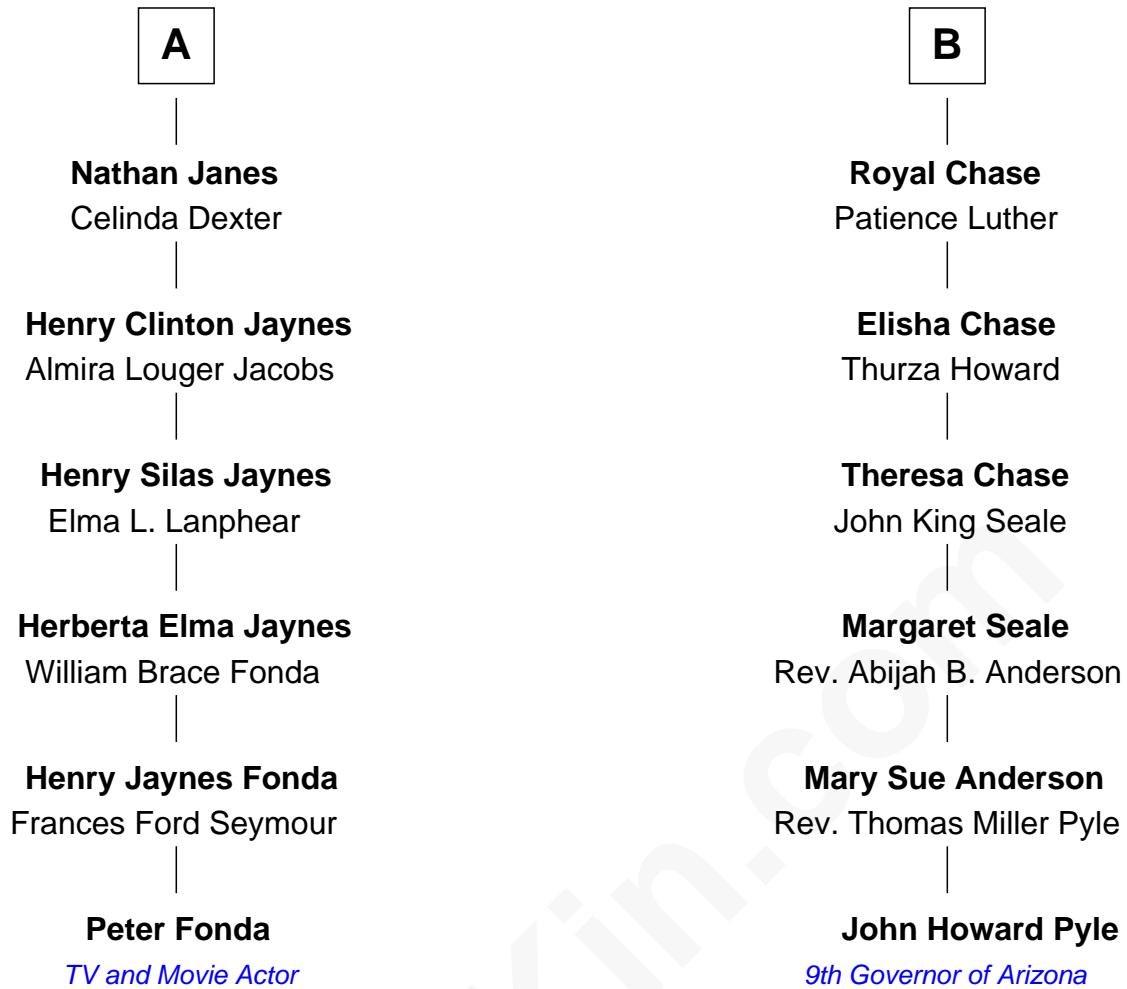 A
B
Nathan Janes
Celinda Dexter
Royal Chase
Patience Luther
Henry Clinton Jaynes
Almira Louger Jacobs
Elisha Chase
Thurza Howard
Henry Silas Jaynes
Elma L. Lanphear
Theresa Chase
John King Seale
Herberta Elma Jaynes
William Brace Fonda
Margaret Seale
Rev. Abijah B. Anderson
Henry Jaynes Fonda
Frances Ford Seymour
Mary Sue Anderson
Rev. Thomas Miller Pyle
Peter Fonda
TV and Movie Actor
John Howard Pyle
9th Governor of Arizona
Kin.com